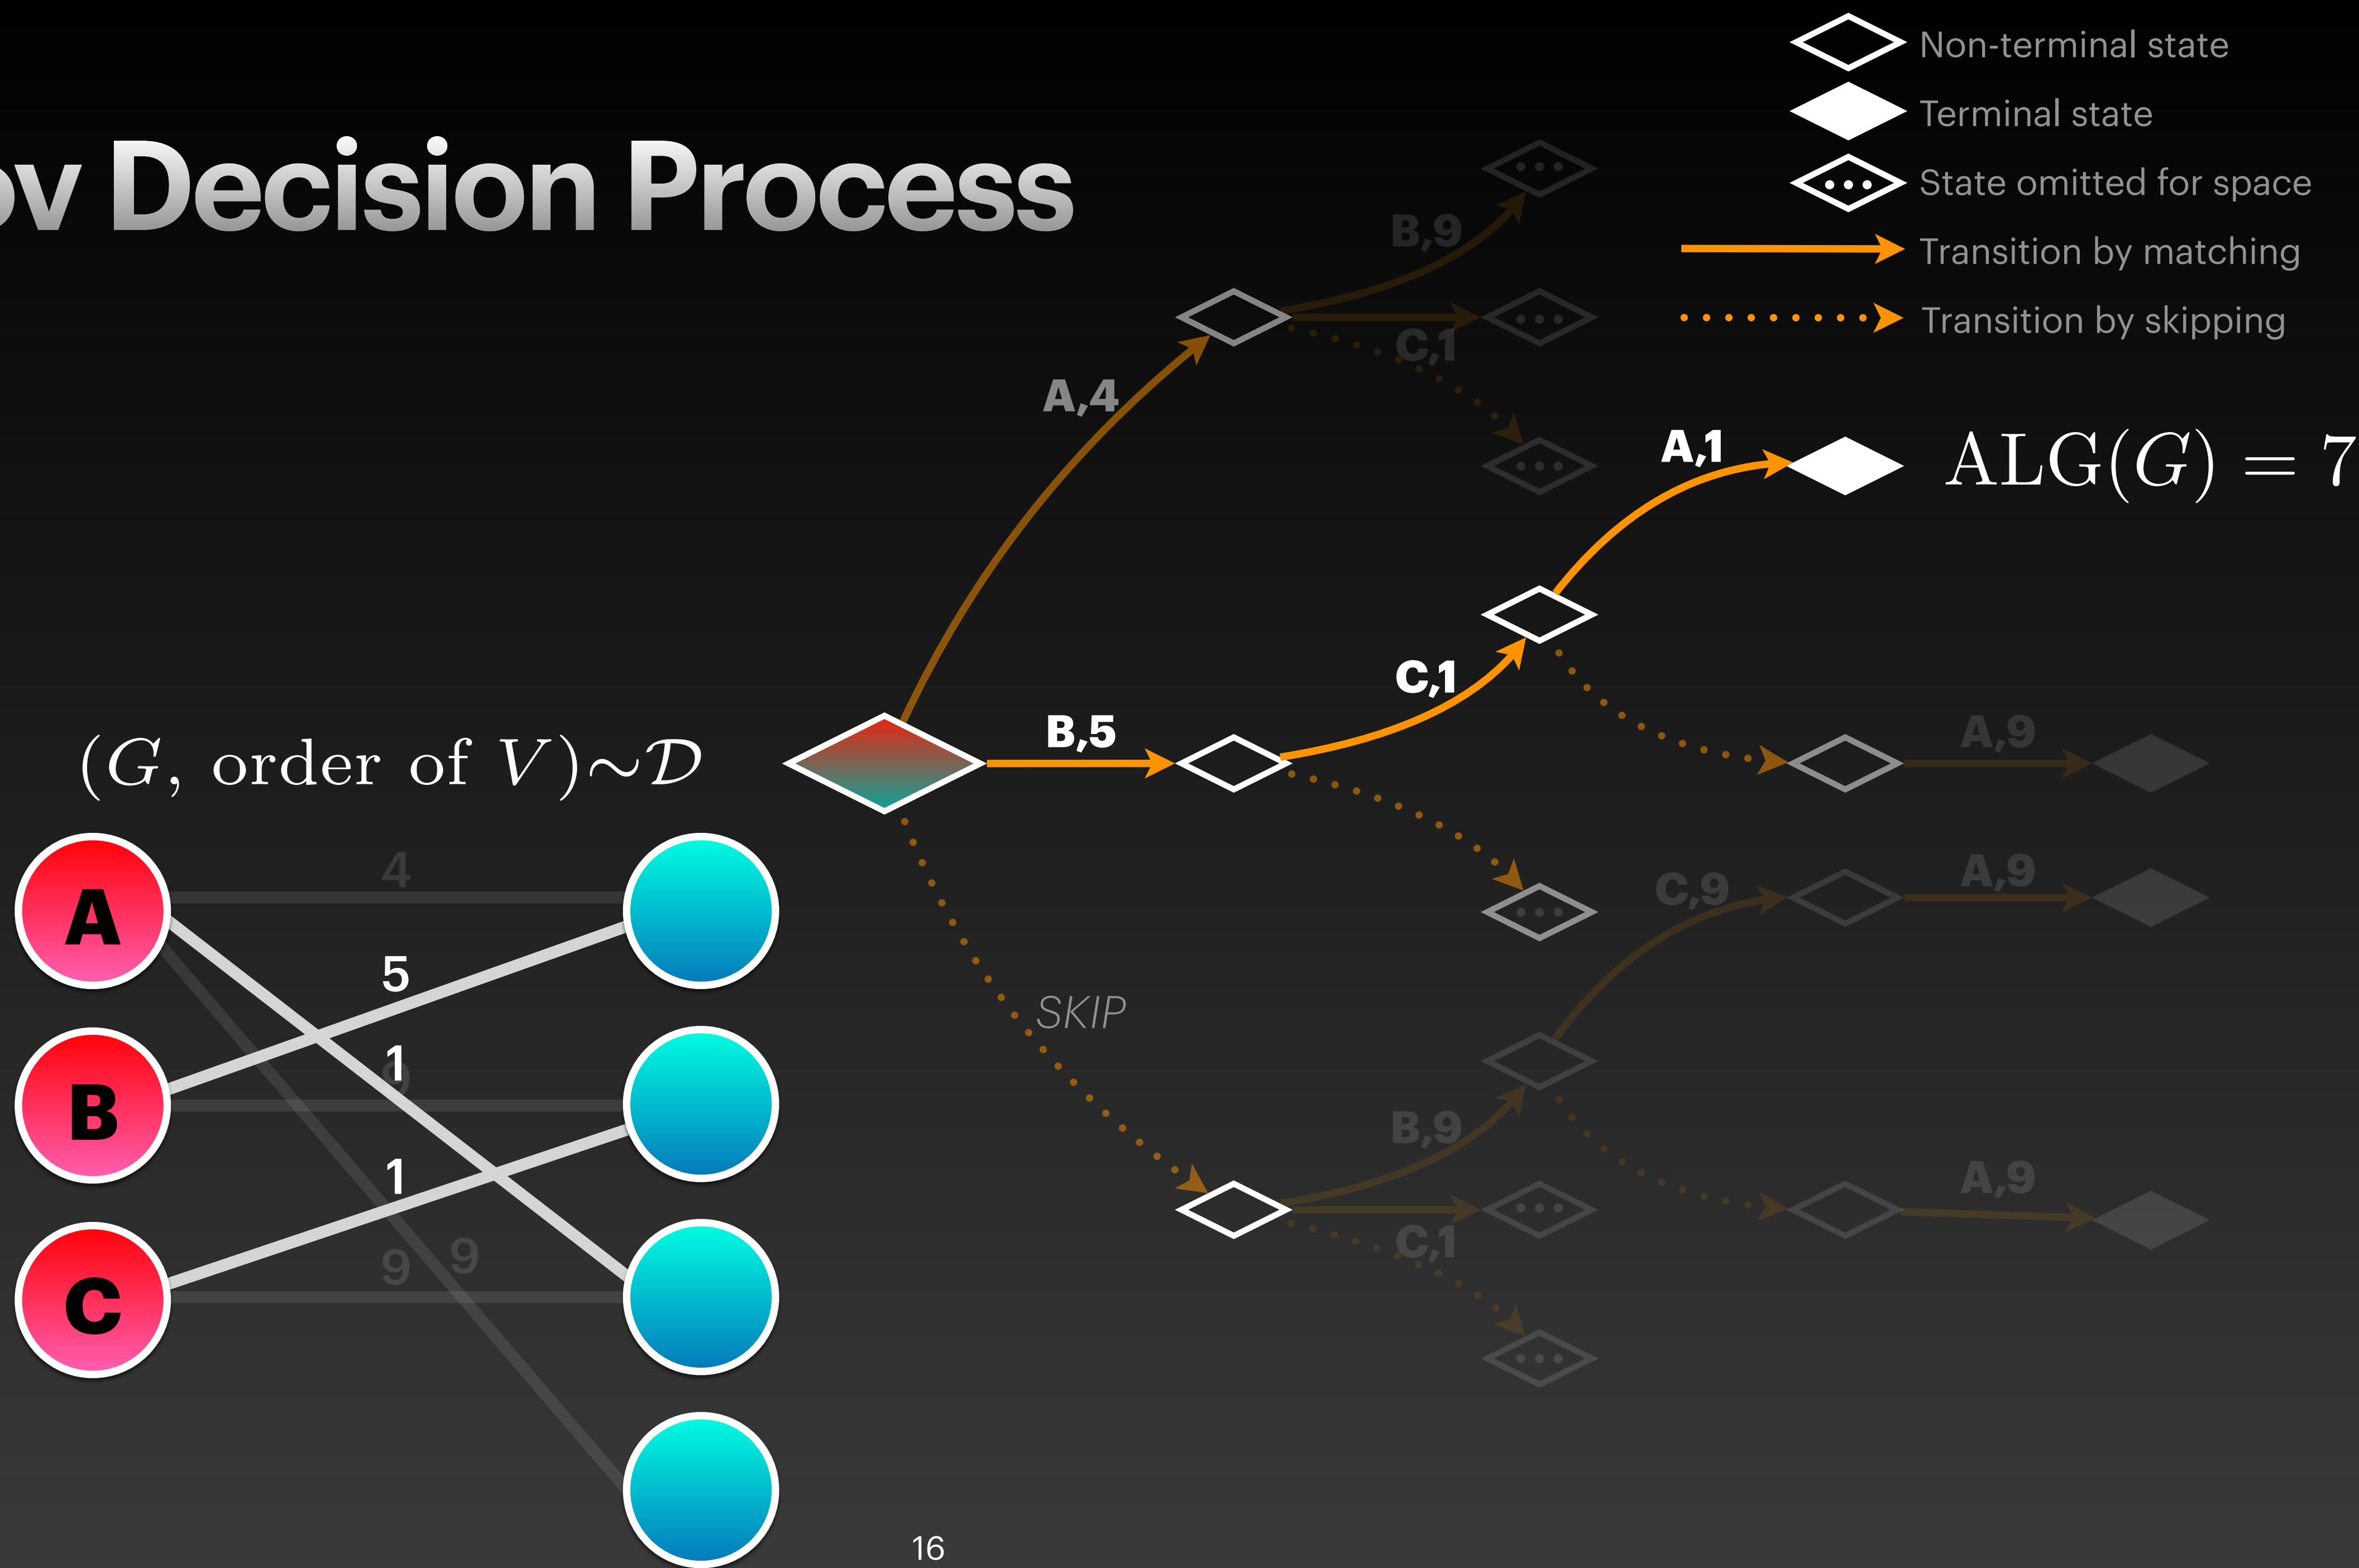 ov Decision Process
Non-terminal state
Terminal state
State omitted for space
Transition by matching
Transition by skipping
B,9
C,1
A,4
A,1
ALG(G) = 7
C,1
B,5
A,9
(G, order of V)~𝒟
A
4
5
B
1
9
1
C
9
9
C,9
A,9
SKIP
B,9
C,1
A,9
16